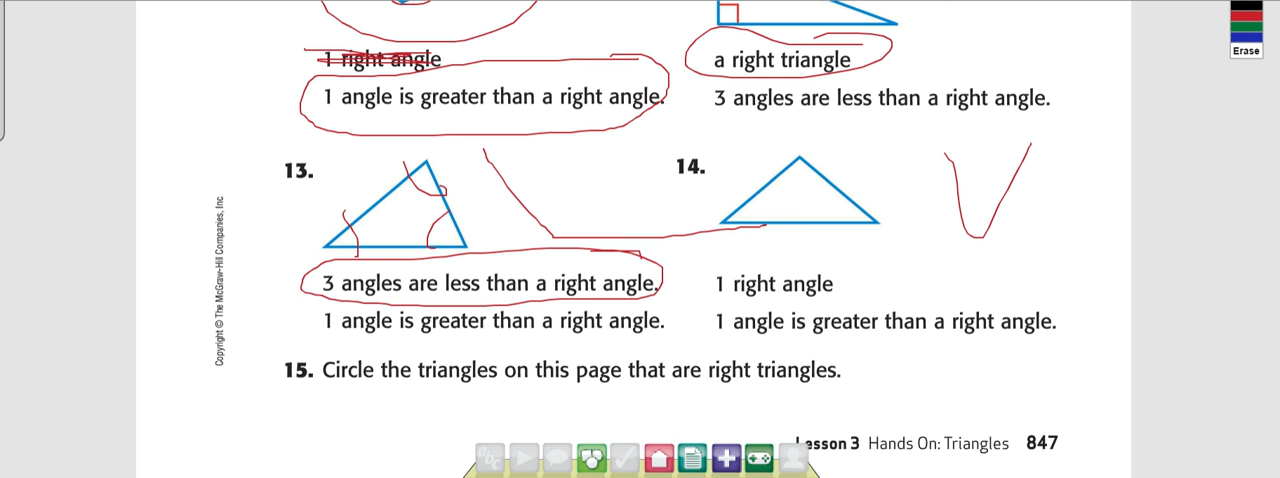 Erase
1 right angle
a right triangle
1 angle is greater than a right angle.
3 angles are less than a right angle.
13.
14.
3 angles are less than a right angle.
1 right angle
1 angle is greater than a right angle.
1 angle is greater than a right angle.
15. Circle the triangles on this page that are right triangles.
Copyright © The McGraw-Hill Companies, Inc
Lesson 3 Hands On: Triangles 847
abc